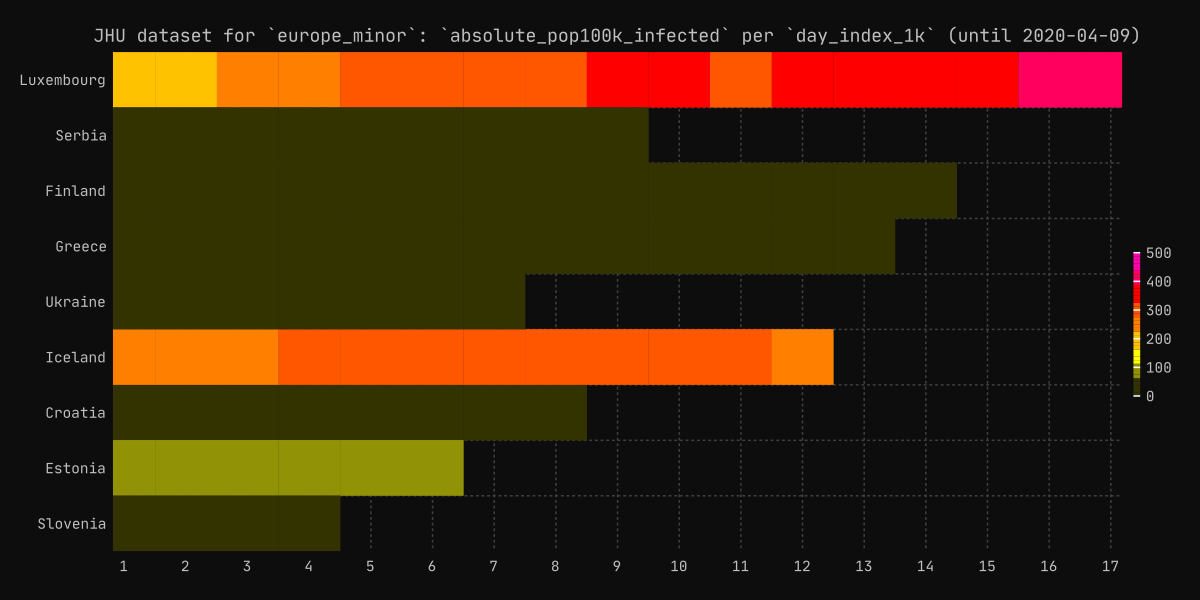 JHU dataset for `europe_minor`: `absolute_pop100k_infected` per `day_index_1k` (until 2020-04-09)
Luxembourg
Serbia
Finland
Greece
Ukraine
Iceland
Croatia
Estonia
Slovenia
500
400
300
200
100
0
1 2 3 4 5 6 7 8 9 10 11 12 13 14 15 16 17